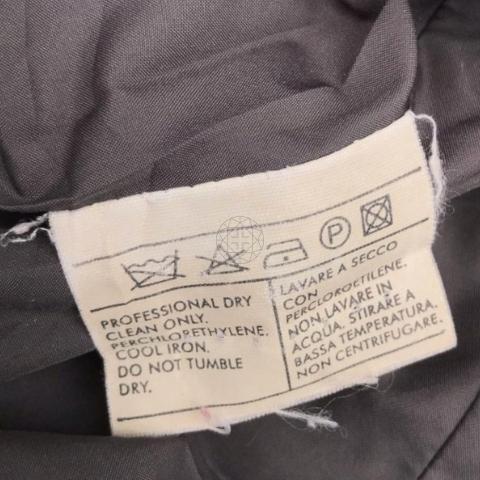 P
PROFESSIONAL DRY
CLEAN ONLY.
PERCHLORETHYLENE.
COOL IRON.
DO NOT TUMBLE
DRY.
LAVARE A SECCO
CON
PERCLOROETILENE.
NON LAVARE IN
ACQUA. STIRARE A
BASSA TEMPERATURA.
NON CENTRIFUGARE.